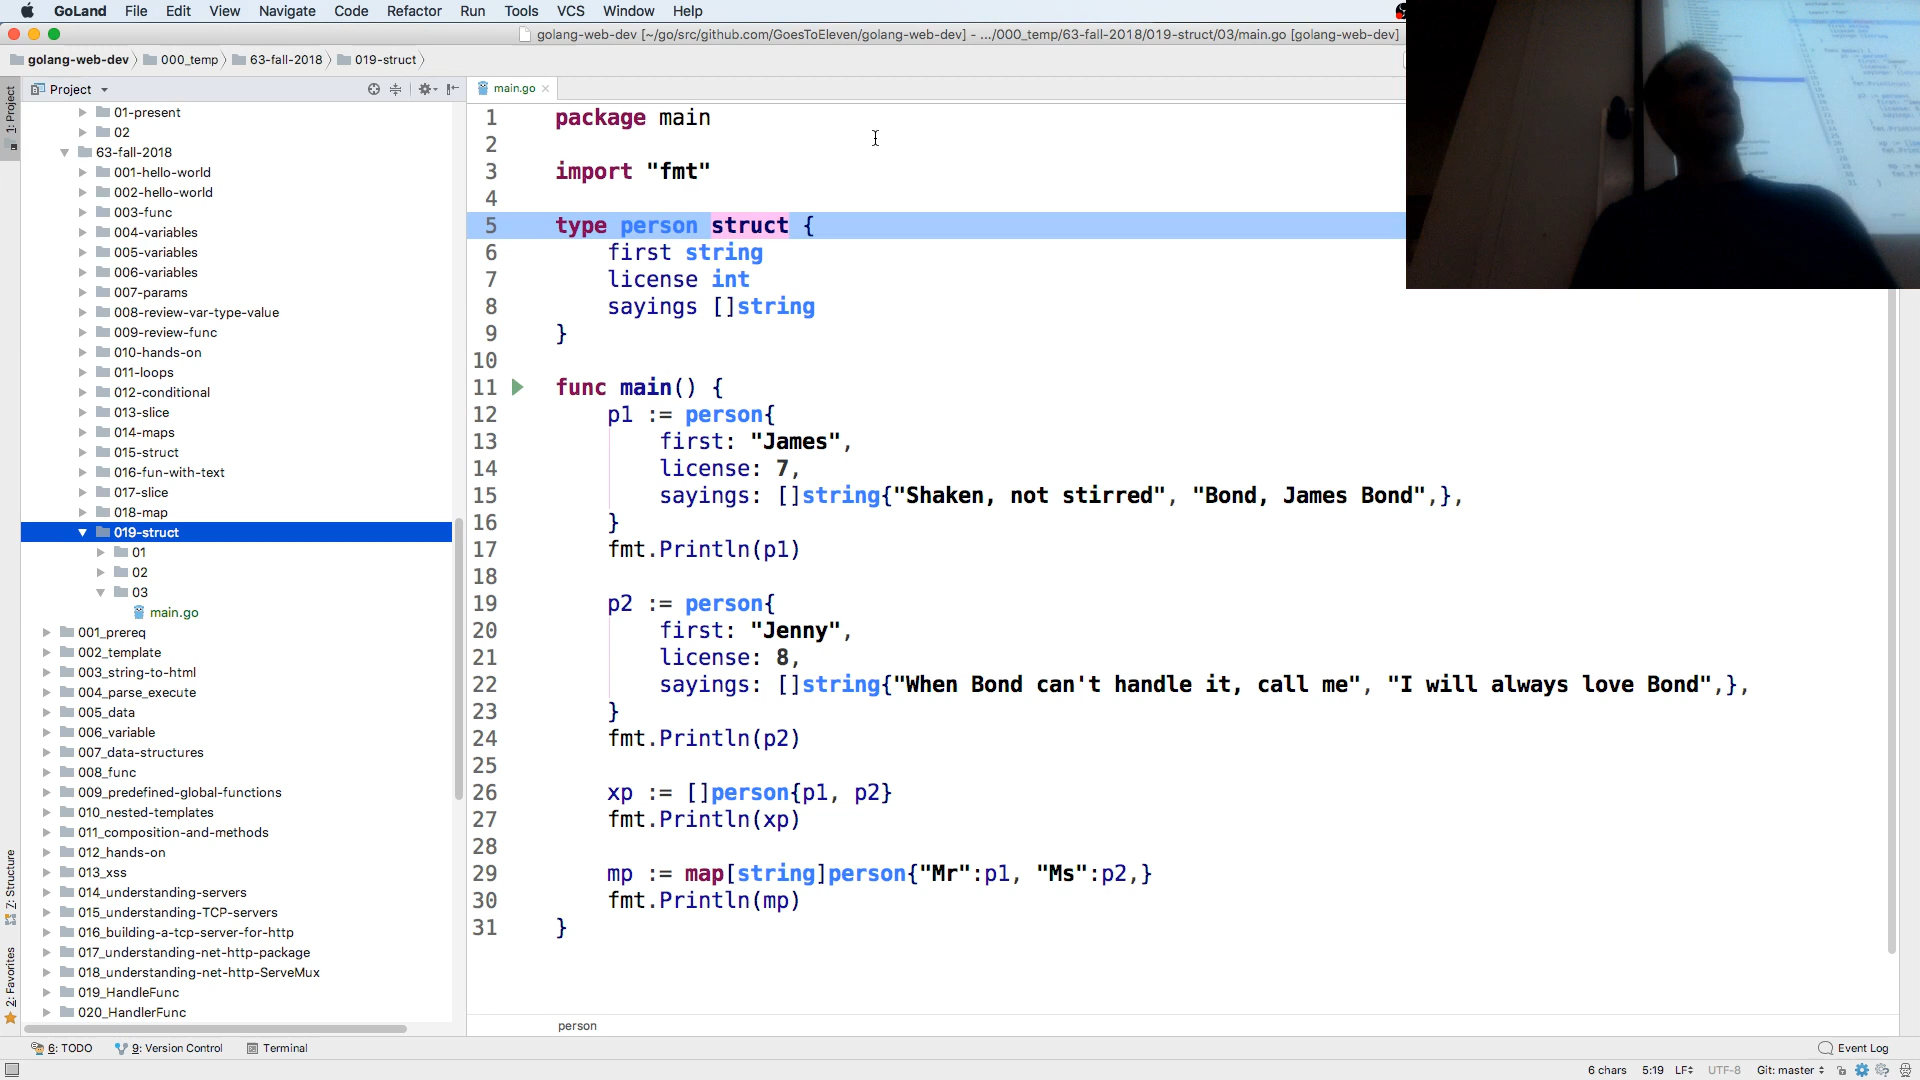 GoLand File Edit View Navigate Code Refactor Run Tools VCS Window Help
golang-web-dev [~/go/src/github.com/GoesToEleven/golang-web-dev] - .../000_temp/63-fall-2018/019-struct/03/main.go [golang-web-dev]
golang-web-dev 000_temp 63-fall-2018 019-struct
Project
main.go
1: Project
01-present
02
63-fall-2018
001-hello-world
002-hello-world
003-func
004-variables
005-variables
006-variables
007-params
008-review-var-type-value
009-review-func
010-hands-on
011-loops
012-conditional
013-slice
014-maps
015-struct
016-fun-with-text
017-slice
018-map
019-struct
01
02
03
main.go
001_prereq
002_template
003_string-to-html
004_parse_execute
005_data
006_variable
007_data-structures
008_func
009_predefined-global-functions
010_nested-templates
011_composition-and-methods
012_hands-on
013_xss
014_understanding-servers
015_understanding-TCP-servers
016_building-a-tcp-server-for-http
017_understanding-net-http-package
018_understanding-net-http-ServeMux
019_HandleFunc
020_HandlerFunc
7: Structure
2: Favorites
1 package main
2
3 import "fmt"
4
5 type person struct {
6 first string
7 license int
8 sayings []string
9 }
10
11 func main() {
12 p1 := person{
13 first: "James",
14 license: 7,
15 sayings: []string{"Shaken, not stirred", "Bond, James Bond",},
16 }
17 fmt.Println(p1)
18
19 p2 := person{
20 first: "Jenny",
21 license: 8,
22 sayings: []string{"When Bond can't handle it, call me", "I will always love Bond",},
23 }
24 fmt.Println(p2)
25
26 xp := []person{p1, p2}
27 fmt.Println(xp)
28
29 mp := map[string]person{"Mr":p1, "Ms":p2,}
30 fmt.Println(mp)
31 }
person
6: TODO 9: Version Control Terminal Event Log
6 chars 5:19 LF UTF-8 Git: master